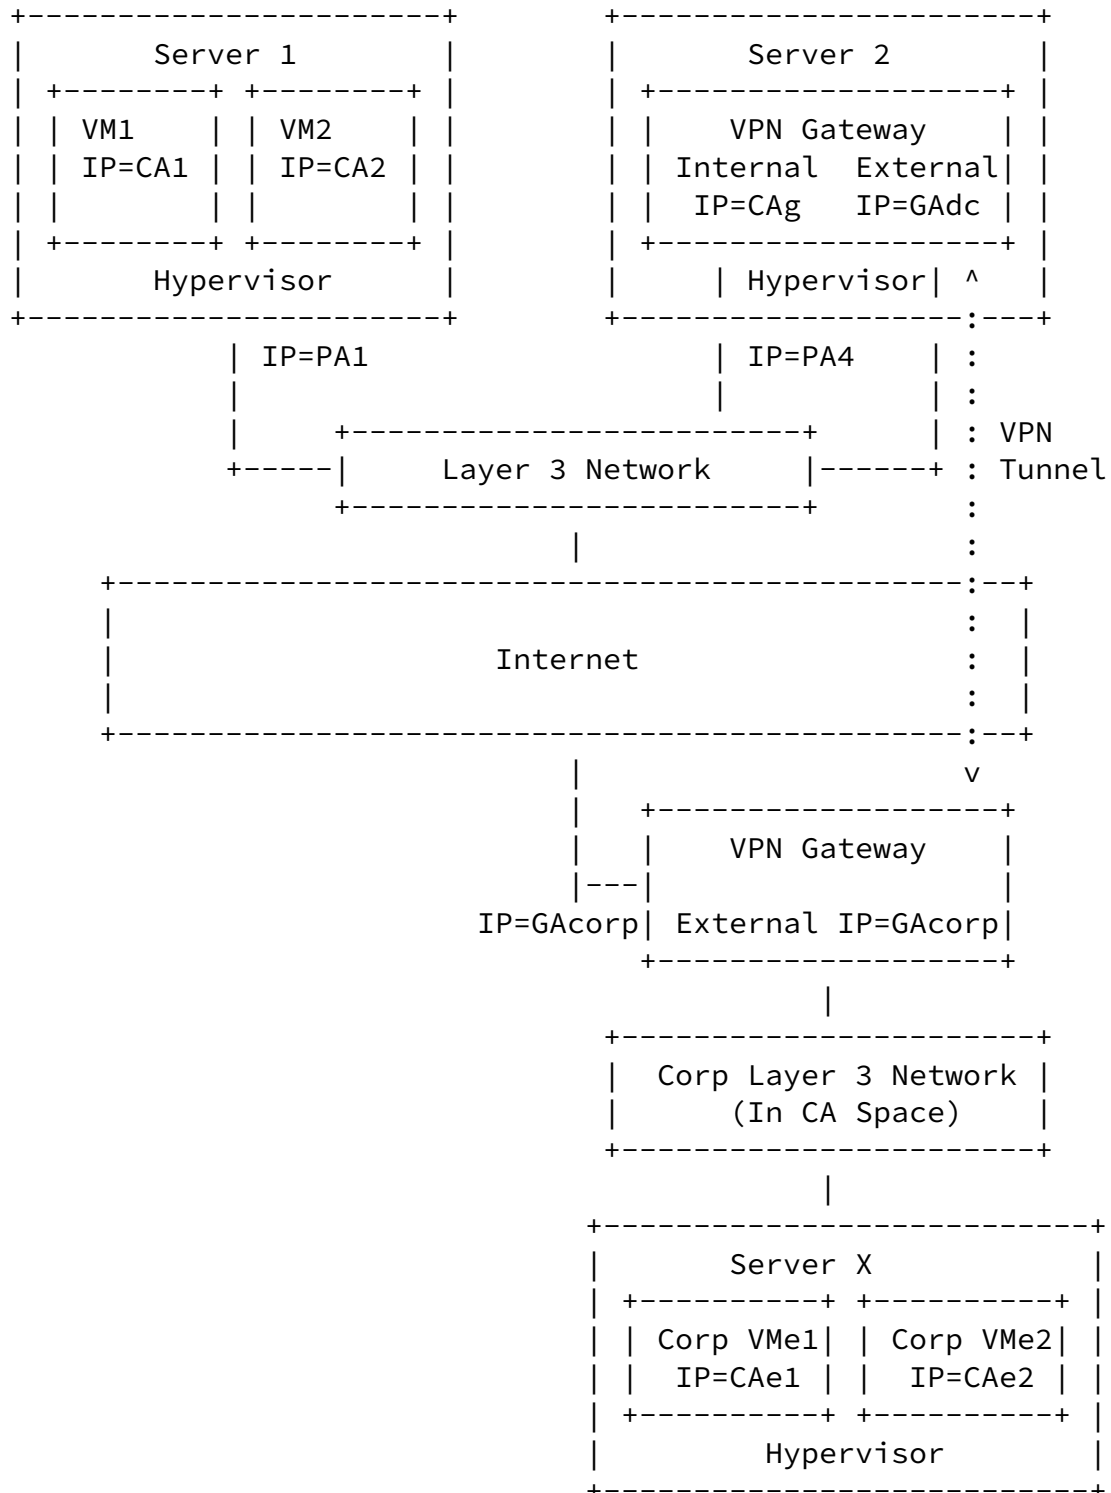 Server 1 Server 2
VM1 VM2 VPN Gateway
IP=CA1 IP=CA2 Internal External
IP=CAg IP=GAdc
Hypervisor Hypervisor
IP=PA1 IP=PA4
VPN
Layer 3 Network Tunnel
Internet
VPN Gateway
IP=GAcorp External IP=GAcorp
Corp Layer 3 Network
(In CA Space)
Server X
Corp VMe1 Corp VMe2
IP=CAe1 IP=CAe2
Hypervisor